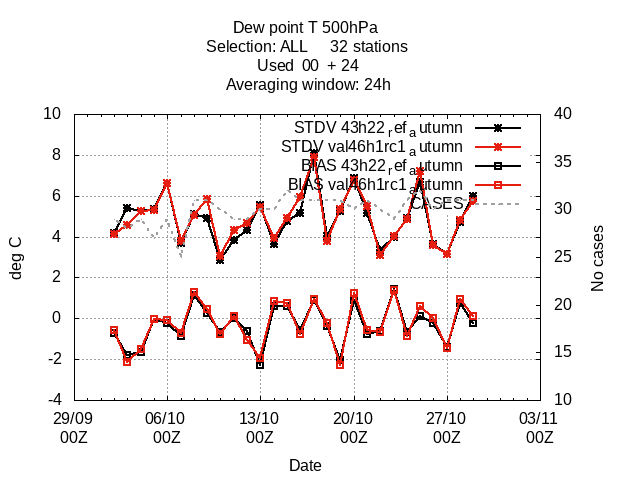 Dew point T 500hPa
Selection: ALL 32 stations
Used 00 + 24
Averaging window: 24h
STDV 43h22_ref_autumn
STDV val46h1rc1_autumn
BIAS 43h22_ref_autumn
BIAS val46h1rc1_autumn
CASES
10
8
6
4
2
0
-2
-4
deg C
40
35
30
25
20
15
10
No cases
29/09 06/10 13/10 20/10 27/10 03/11
00Z 00Z 00Z 00Z 00Z 00Z
Date